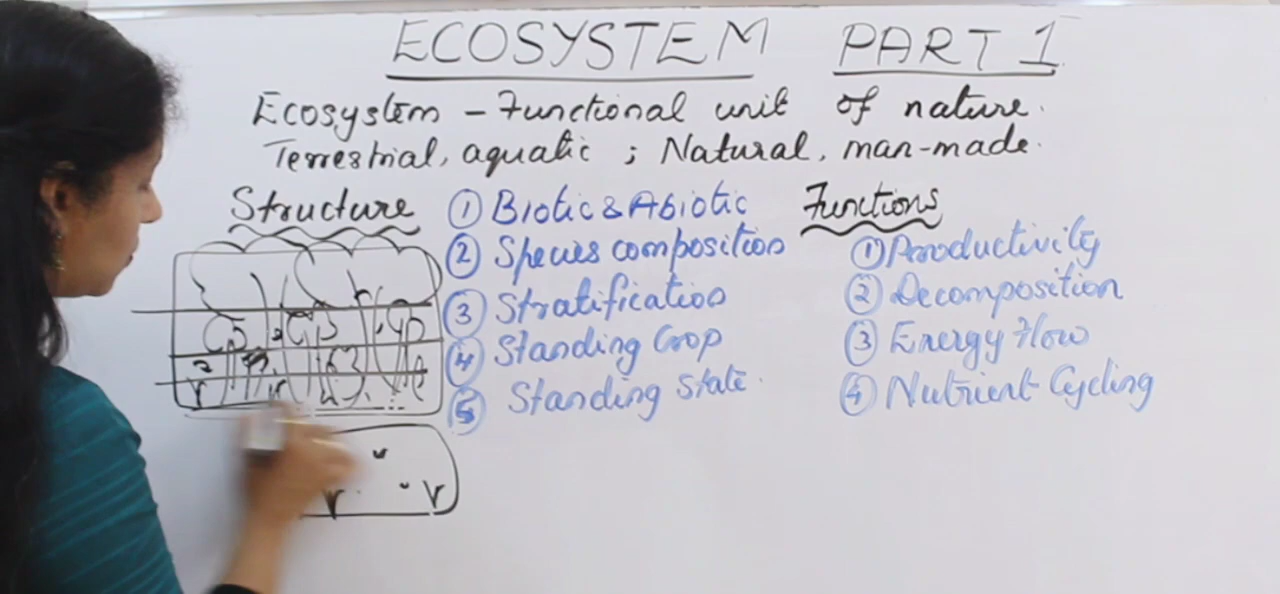 ECOSYSTEM PART 1
Ecosystem - Functional unit of nature.
Terrestrial, aquatic ; Natural, man-made.
Structure
① Biotic & Abiotic
② Species composition
③ Stratification
④ Standing Crop
⑤ Standing State.
Functions
① Productivity
② Decomposition
③ Energy Flow
④ Nutrient Cycling